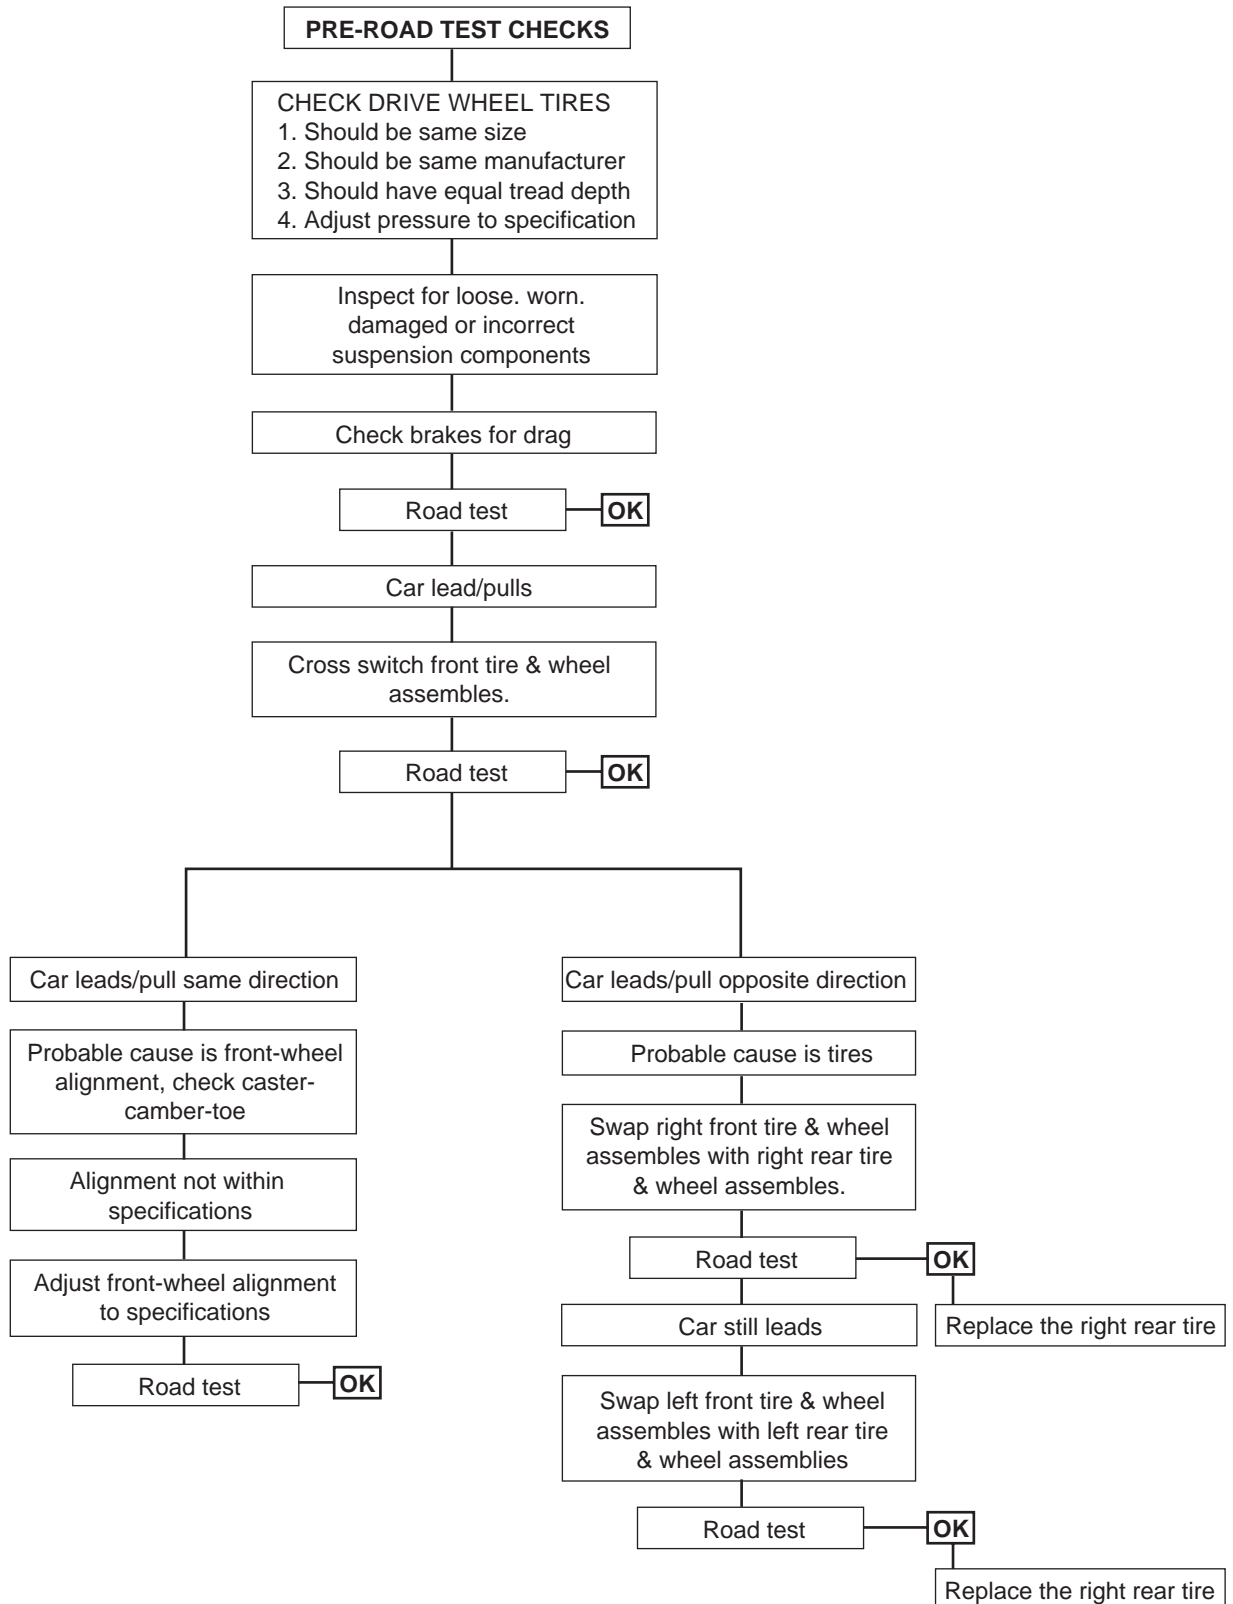 PRE-ROAD TEST CHECKS
CHECK DRIVE WHEEL TIRES
1. Should be same size
2. Should be same manufacturer
3. Should have equal tread depth
4. Adjust pressure to specification
Inspect for loose. worn.
damaged or incorrect
suspension components
Check brakes for drag
Road test
OK
Car lead/pulls
Cross switch front tire & wheel
assembles.
Road test
OK
Car leads/pull same direction
Probable cause is front-wheel
alignment, check caster-
camber-toe
Alignment not within
specifications
Adjust front-wheel alignment
to specifications
Road test
OK
Car leads/pull opposite direction
Probable cause is tires
Swap right front tire & wheel
assembles with right rear tire
& wheel assembles.
Road test
OK
Replace the right rear tire
Car still leads
Swap left front tire & wheel
assembles with left rear tire
& wheel assemblies
Road test
OK
Replace the right rear tire